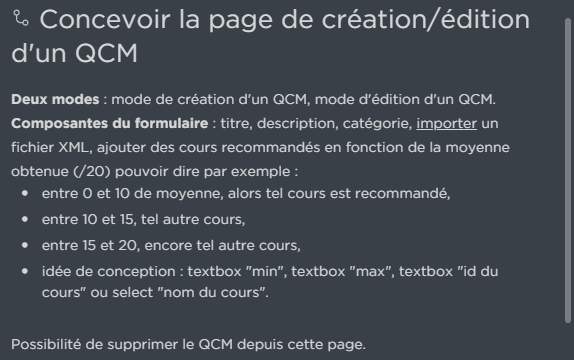 Concevoir la page de création/édition
d'un QCM
Deux modes : mode de création d'un QCM, mode d'édition d'un QCM.
Composantes du formulaire : titre, description, catégorie, importer un
fichier XML, ajouter des cours recommandés en fonction de la moyenne
obtenue (/20) pouvoir dire par exemple :
• entre 0 et 10 de moyenne, alors tel cours est recommandé,
• entre 10 et 15, tel autre cours,
• entre 15 et 20, encore tel autre cours,
• idée de conception : textbox "min", textbox "max", textbox "id du
cours" ou select "nom du cours".
Possibilité de supprimer le QCM depuis cette page.